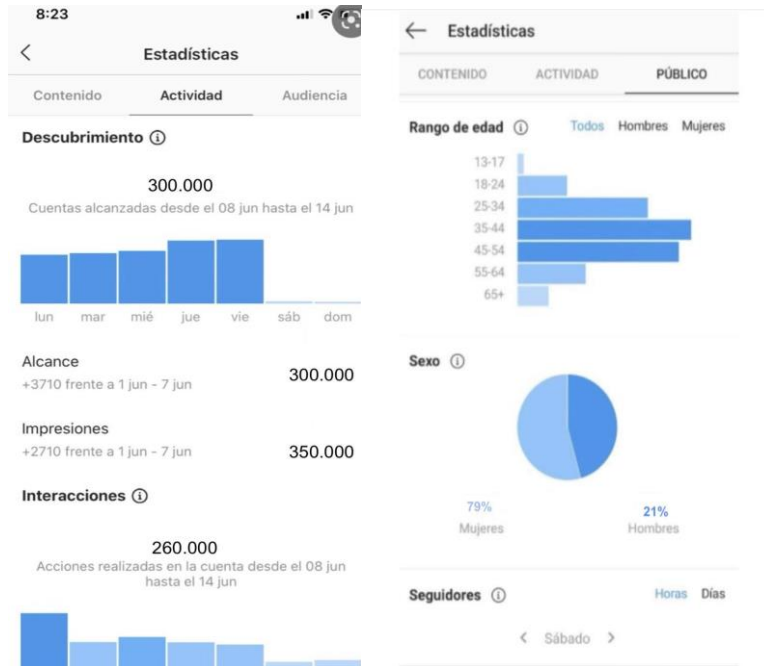 8:23
Estadísticas
Contenido Actividad Audiencia
Descubrimiento
300.000
Cuentas alcanzadas desde el 08 jun hasta el 14 jun
lun mar mié jue vie sáb dom
Alcance
+3710 frente a 1 jun - 7 jun
300.000
Impresiones
+2710 frente a 1 jun - 7 jun
350.000
Interacciones
260.000
Acciones realizadas en la cuenta desde el 08 jun
hasta el 14 jun
Estadísticas
CONTENIDO ACTIVIDAD PÚBLICO
Rango de edad Todos Hombres Mujeres
13-17
18-24
25-34
35-44
45-54
55-64
65+
Sexo
79% 21%
Mujeres Hombres
Seguidores Horas Días
Sábado